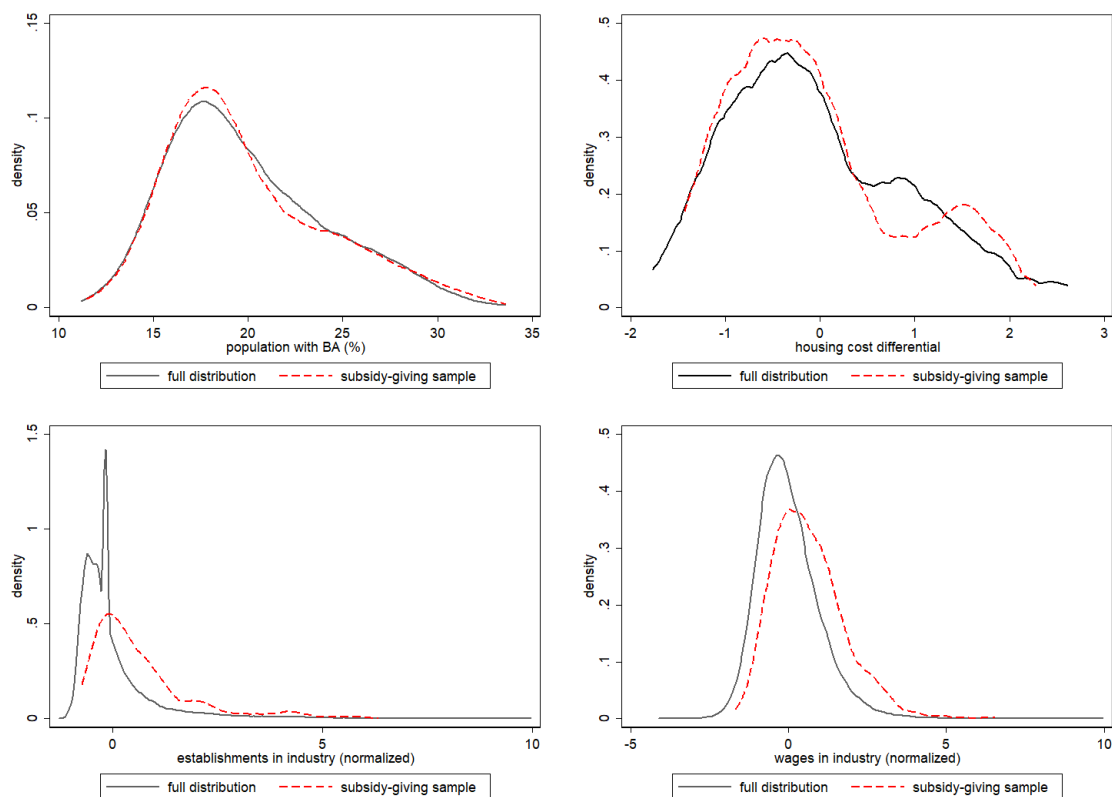 .15
.1
.05
0
density
10 15 20 25 30 35
population with BA (%)
full distribution subsidy-giving sample
.5
.4
.3
.2
.1
0
density
-2 -1 0 1 2 3
housing cost differential
full distribution subsidy-giving sample
1.5
1
.5
0
density
0 5 10
establishments in industry (normalized)
full distribution subsidy-giving sample
.5
.4
.3
.2
.1
0
density
-5 0 5 10
wages in industry (normalized)
full distribution subsidy-giving sample